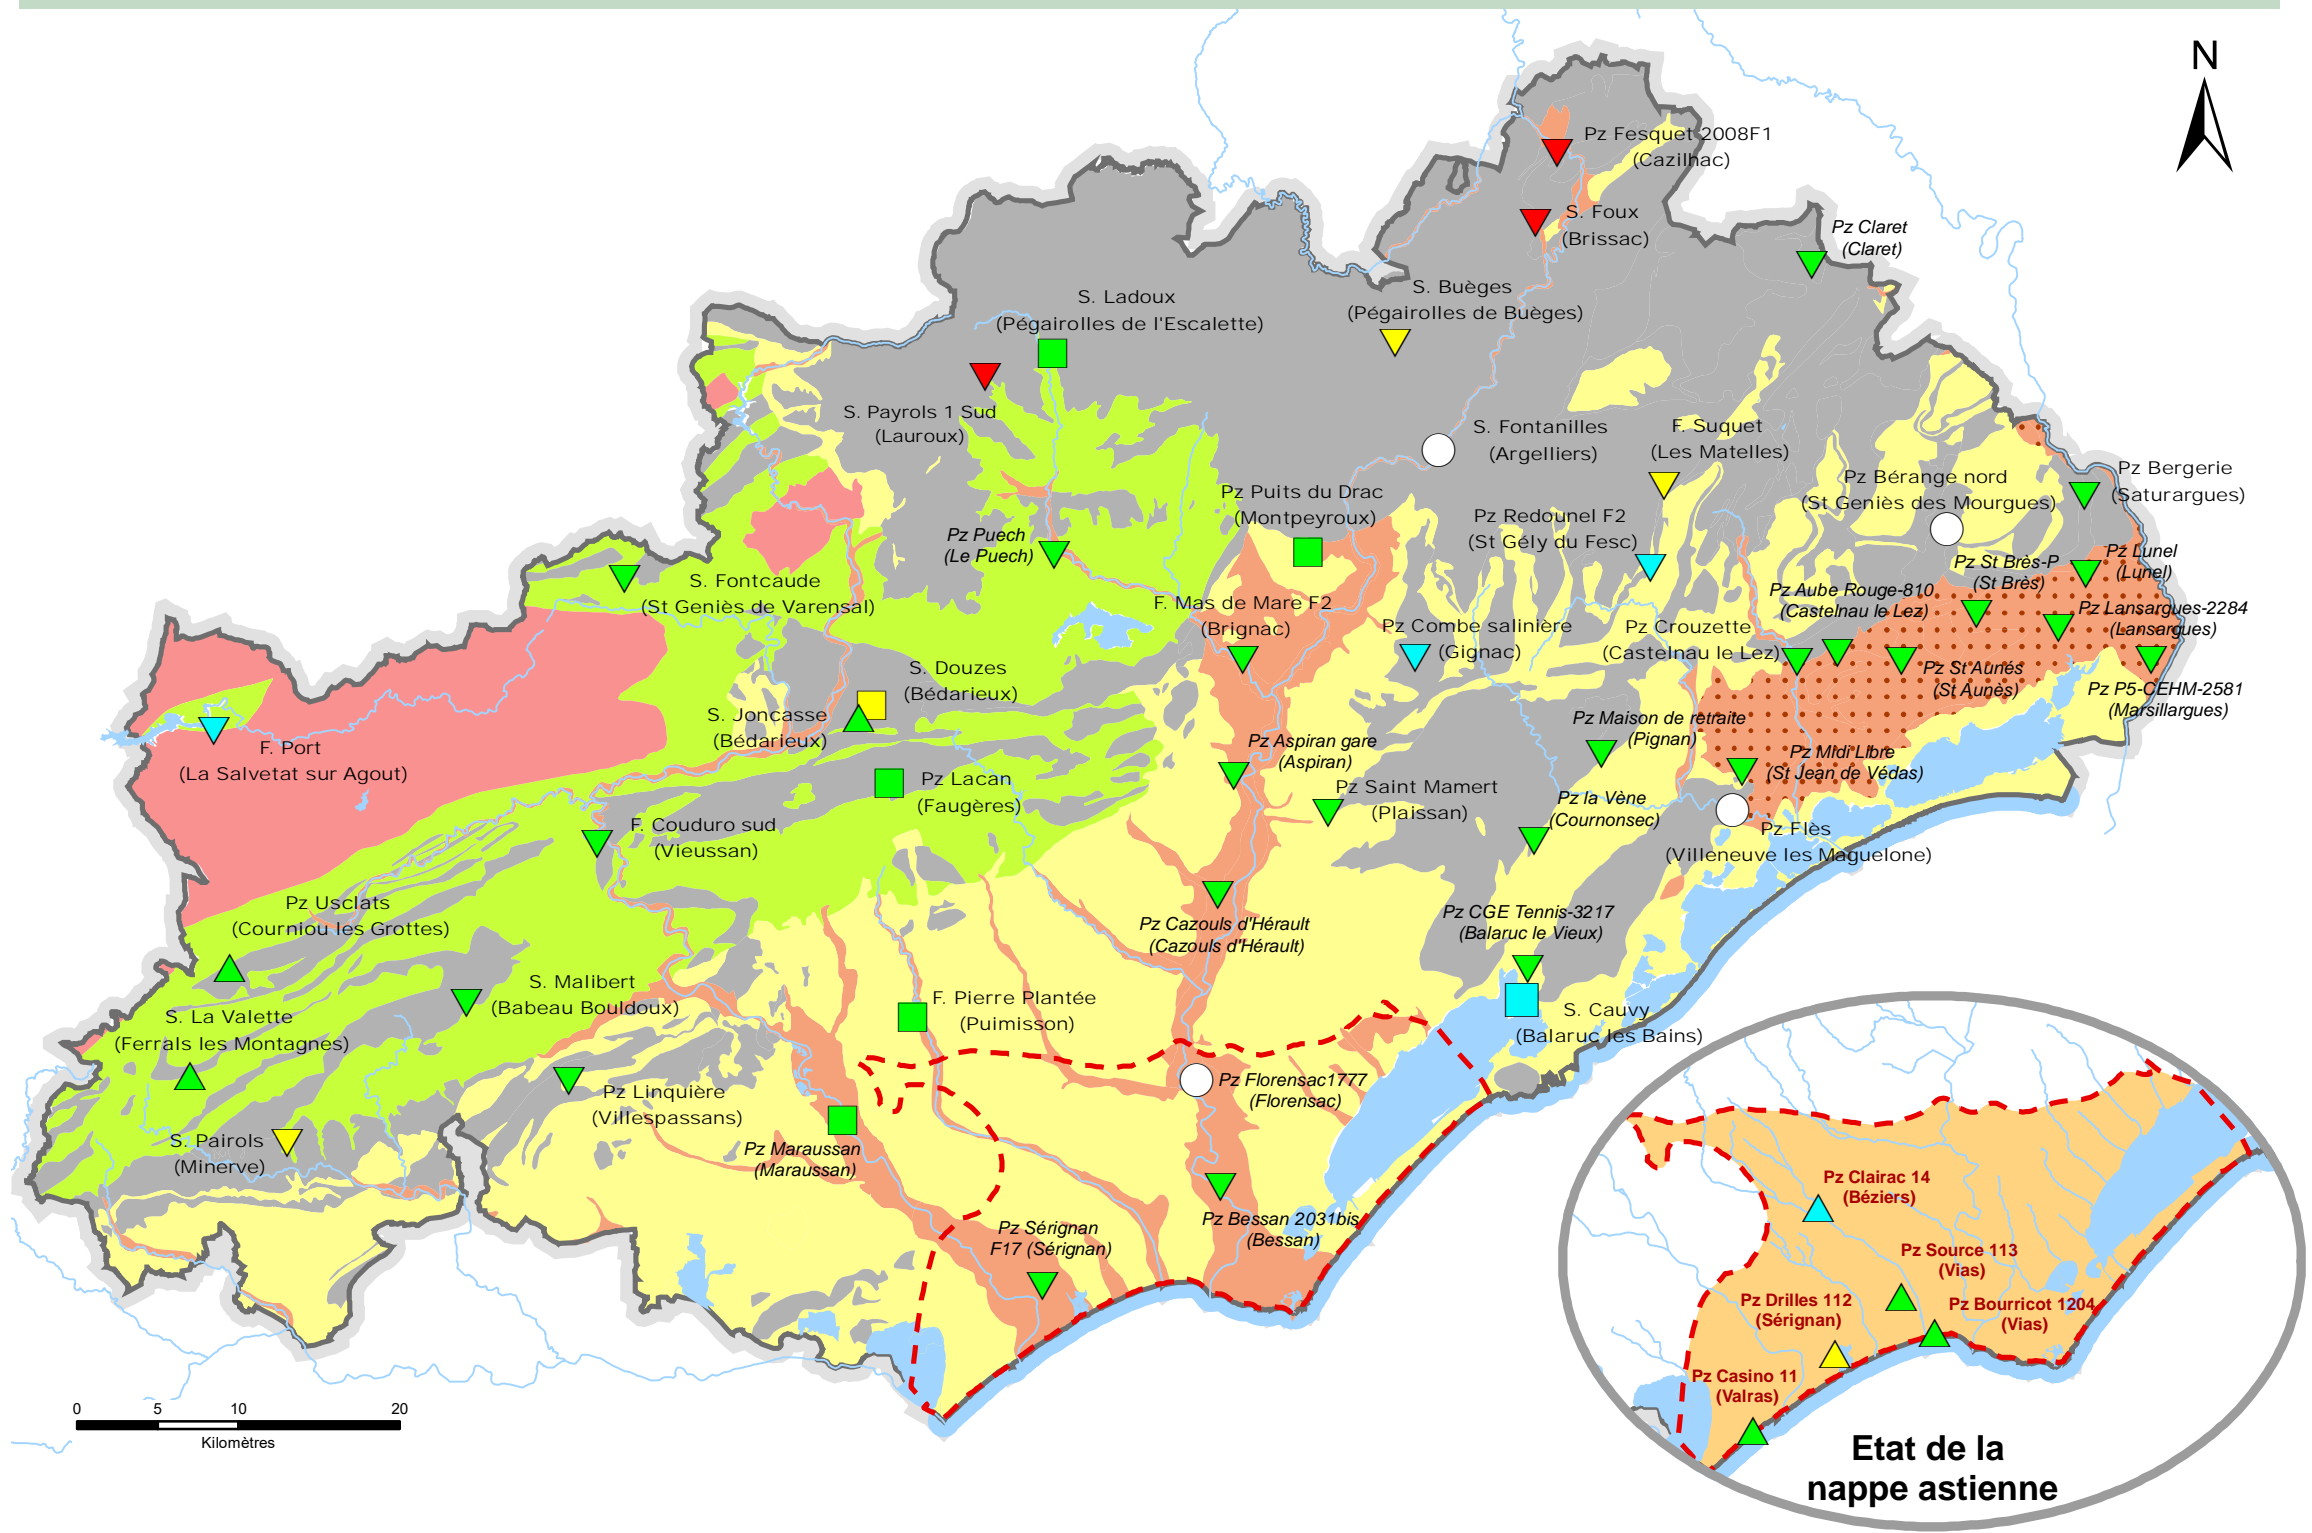 N
Pz Fesquet 2008F1
(Cazilhac)
S. Foux
(Brissac)
Pz Claret
(Claret)
S. Buèges
(Pégairolles de Buèges)
S. Ladoux
(Pégairolles de l'Escalette)
S. Payrols 1 Sud
(Lauroux)
S. Fontanilles
(Argelliers)
F. Suquet
(Les Matelles)
Pz Bérange nord
(St Geniès des Mourgues)
Pz Bergerie
(Saturargues)
Pz Puits du Drac
(Montpeyroux)
Pz Redounel F2
(St Gély du Fesc)
Pz Puech
(Le Puech)
Pz St Brès-P
(St Brès)
Pz Lunel
(Lunel)
S. Fontcaude
(St Geniès de Varensal)
F. Mas de Mare F2
(Brignac)
Pz Combe salinière
(Gignac)
Pz Aube Rouge-810
(Castelnau le Lez)
Pz Crouzette
(Castelnau le Lez)
Pz Lansargues-2284
(Lansargues)
Pz St Aunés
(St Aunès)
Pz P5-CEHM-2581
(Marsillargues)
S. Douzes
(Bédarieux)
S. Joncasse
(Bédarieux)
F. Port
(La Salvetat sur Agout)
Pz Lacan
(Faugères)
Pz Aspiran gare
(Aspiran)
Pz Saint Mamert
(Plaissan)
Pz Maison de retraite
(Pignan)
Pz Midi Libre
(St Jean de Védas)
Pz la Vène
(Cournonsec)
Pz Flès
(Villeneuve les Maguelone)
F. Couduro sud
(Vieussan)
Pz Usclats
(Courniou les Grottes)
Pz Cazouls d'Hérault
(Cazouls d'Hérault)
Pz CGE Tennis-3217
(Balaruc le Vieux)
S. Malibert
(Babeau Bouldoux)
F. Pierre Plantée
(Puimisson)
S. Cauvy
(Balaruc les Bains)
S. La Valette
(Ferrals les Montagnes)
Pz Linquière
(Villespassans)
Pz Florensac1777
(Florensac)
S. Pairols
(Minerve)
Pz Maraussan
(Maraussan)
Pz Sérignan
F17 (Sérignan)
Pz Bessan 2031bis
(Bessan)
Pz Clairac 14
(Béziers)
Pz Source 113
(Vias)
Pz Drilles 112
(Sérignan)
Pz Bourricot 1204
(Vias)
Pz Casino 11
(Valras)
Etat de la
nappe astienne
0 5 10 20
Kilomètres